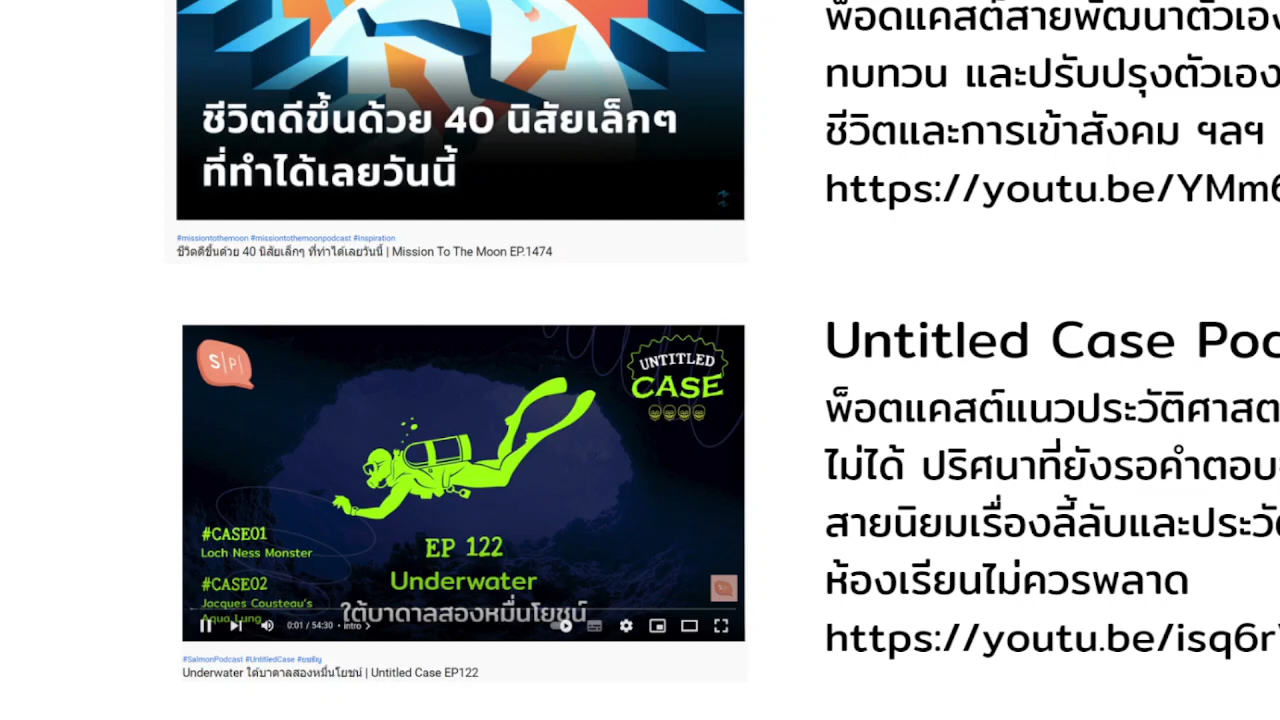 ชีวิตดีขึ้นด้วย 40 นิสัยเล็กๆ
ที่ทำได้เลยวันนี้
#missiontothemoon #missiontothemoonpodcast #inspiration
ชีวิตดีขึ้นด้วย 40 นิสัยเล็กๆ ที่ทำได้เลยวันนี้ | Mission To The Moon EP.1474
พ็อดแคสต์สายพัฒนาตัวเอง
ทบทวน และปรับปรุงตัวเอง
ชีวิตและการเข้าสังคม ฯลฯ
https://youtu.be/YMm6
S|P|
UNTITLED
CASE
#CASE01
Loch Ness Monster
#CASE02
Jacques Cousteau's
Aqua Lung
EP 122
Underwater
ใต้บาดาลสองหมื่นโยชน์
0:01 / 54:30 • Intro
#SalmonPodcast #UntitledCase
Underwater ใต้บาดาลสองหมื่นโยชน์ | Untitled Case EP122
Untitled Case Poc
พ็อตแคสต์แนวประวัติศาสต
ไม่ได้ ปริศนาที่ยังรอคำตอบ
สายนิยมเรื่องลี้ลับและประวั
ห้องเรียนไม่ควรพลาด
https://youtu.be/isq6r